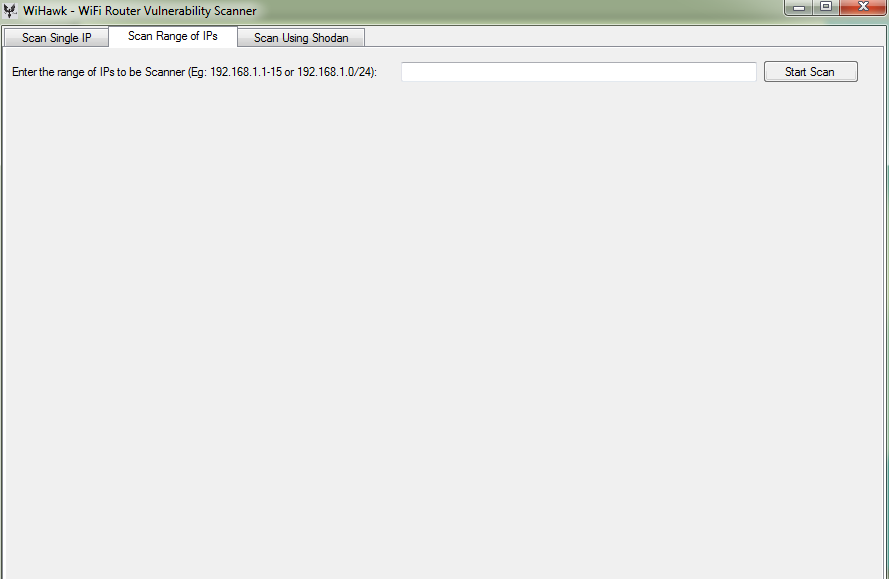 WiHawk - WiFi Router Vulnerability Scanner
Scan Single IP
Scan Range of IPs
Scan Using Shodan
Enter the range of IPs to be Scanner (Eg: 192.168.1.1-15 or 192.168.1.0/24):
Start Scan